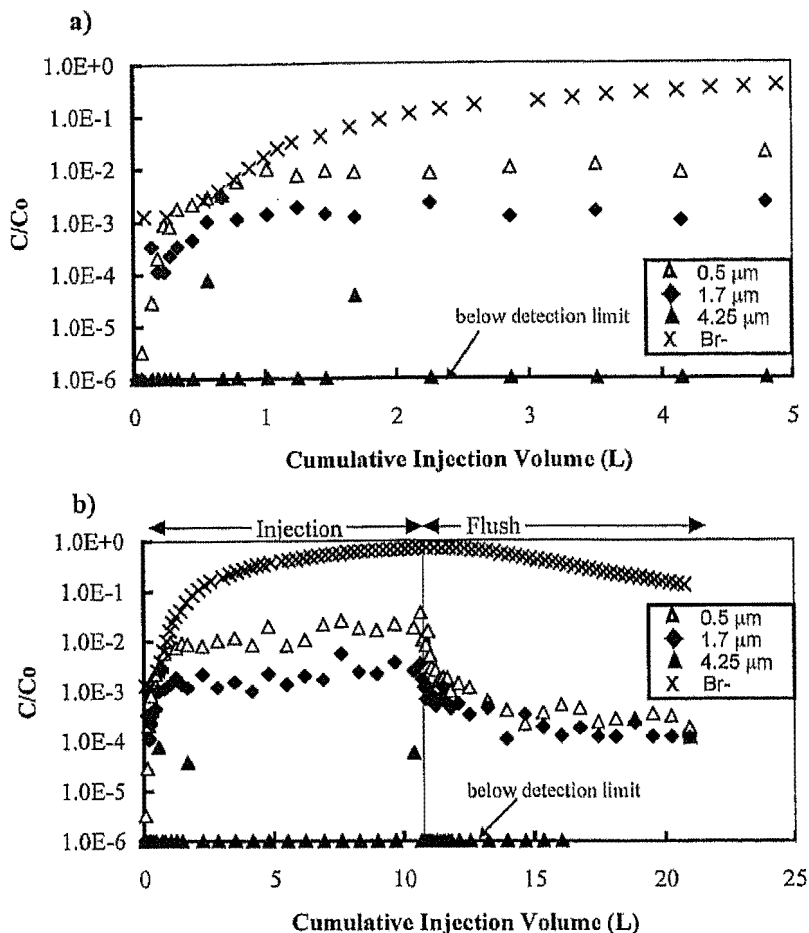 a)
1.0E+0
1.0E-1
1.0E-2
1.0E-3
1.0E-4
1.0E-5
1.0E-6
C/Co
0.5 µm
1.7 µm
4.25 µm
Br-
below detection limit
0 1 2 3 4 5
Cumulative Injection Volume (L)
b)
Injection Flush
1.0E+0
1.0E-1
1.0E-2
1.0E-3
1.0E-4
1.0E-5
1.0E-6
C/Co
0.5 µm
1.7 µm
4.25 µm
Br-
below detection limit
0 5 10 15 20 25
Cumulative Injection Volume (L)